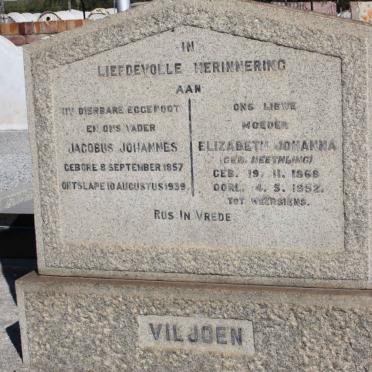 IN
LIEFDEVOLLE HERINNERING
AAN
MY DIERBARE EGGENOOT
EN ONS VADER
JACOBUS JOHANNES
GEBORE 8 SEPTEMBER 1857
ONTSLAPE 10 AUGUSTUS 1939.
ONS LIEWE
MOEDER
ELIZABETH JOHANNA
(GEB. NEETHLING)
GEB. 19. 11. 1868
OORL. 4. 5. 1952.
TOT WEERSIENS.
RUS IN VREDE
VILJOEN